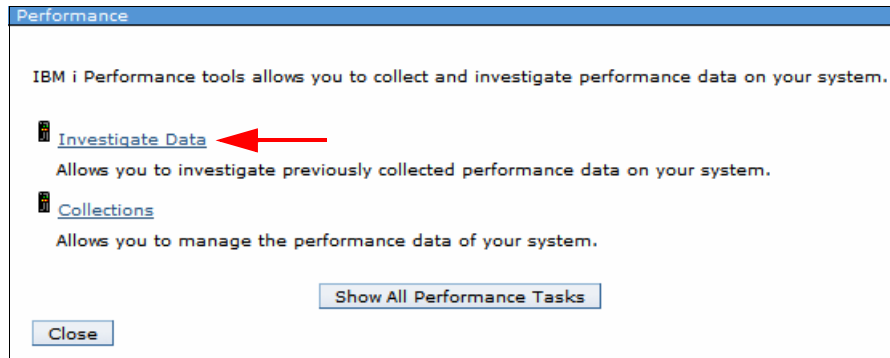 Performance
IBM i Performance tools allows you to collect and investigate performance data on your system.
Investigate Data
Allows you to investigate previously collected performance data on your system.
Collections
Allows you to manage the performance data of your system.
Show All Performance Tasks
Close